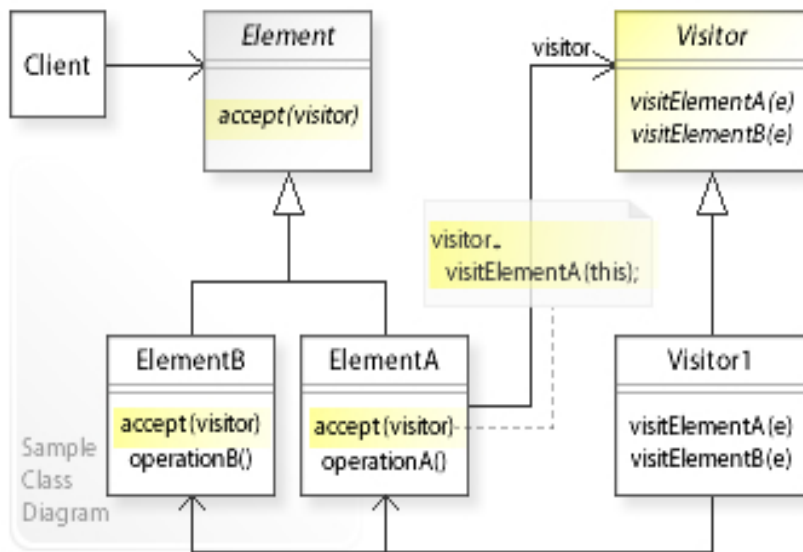 Client
Element
accept(visitor)
visitor
Visitor
visitElementA(e)
visitElementB(e)
visitor.
visitElementA(this);
ElementB
accept(visitor)
operationB()
ElementA
accept(visitor)
operationA()
Visitor1
visitElementA(e)
visitElementB(e)
Sample
Class
Diagram